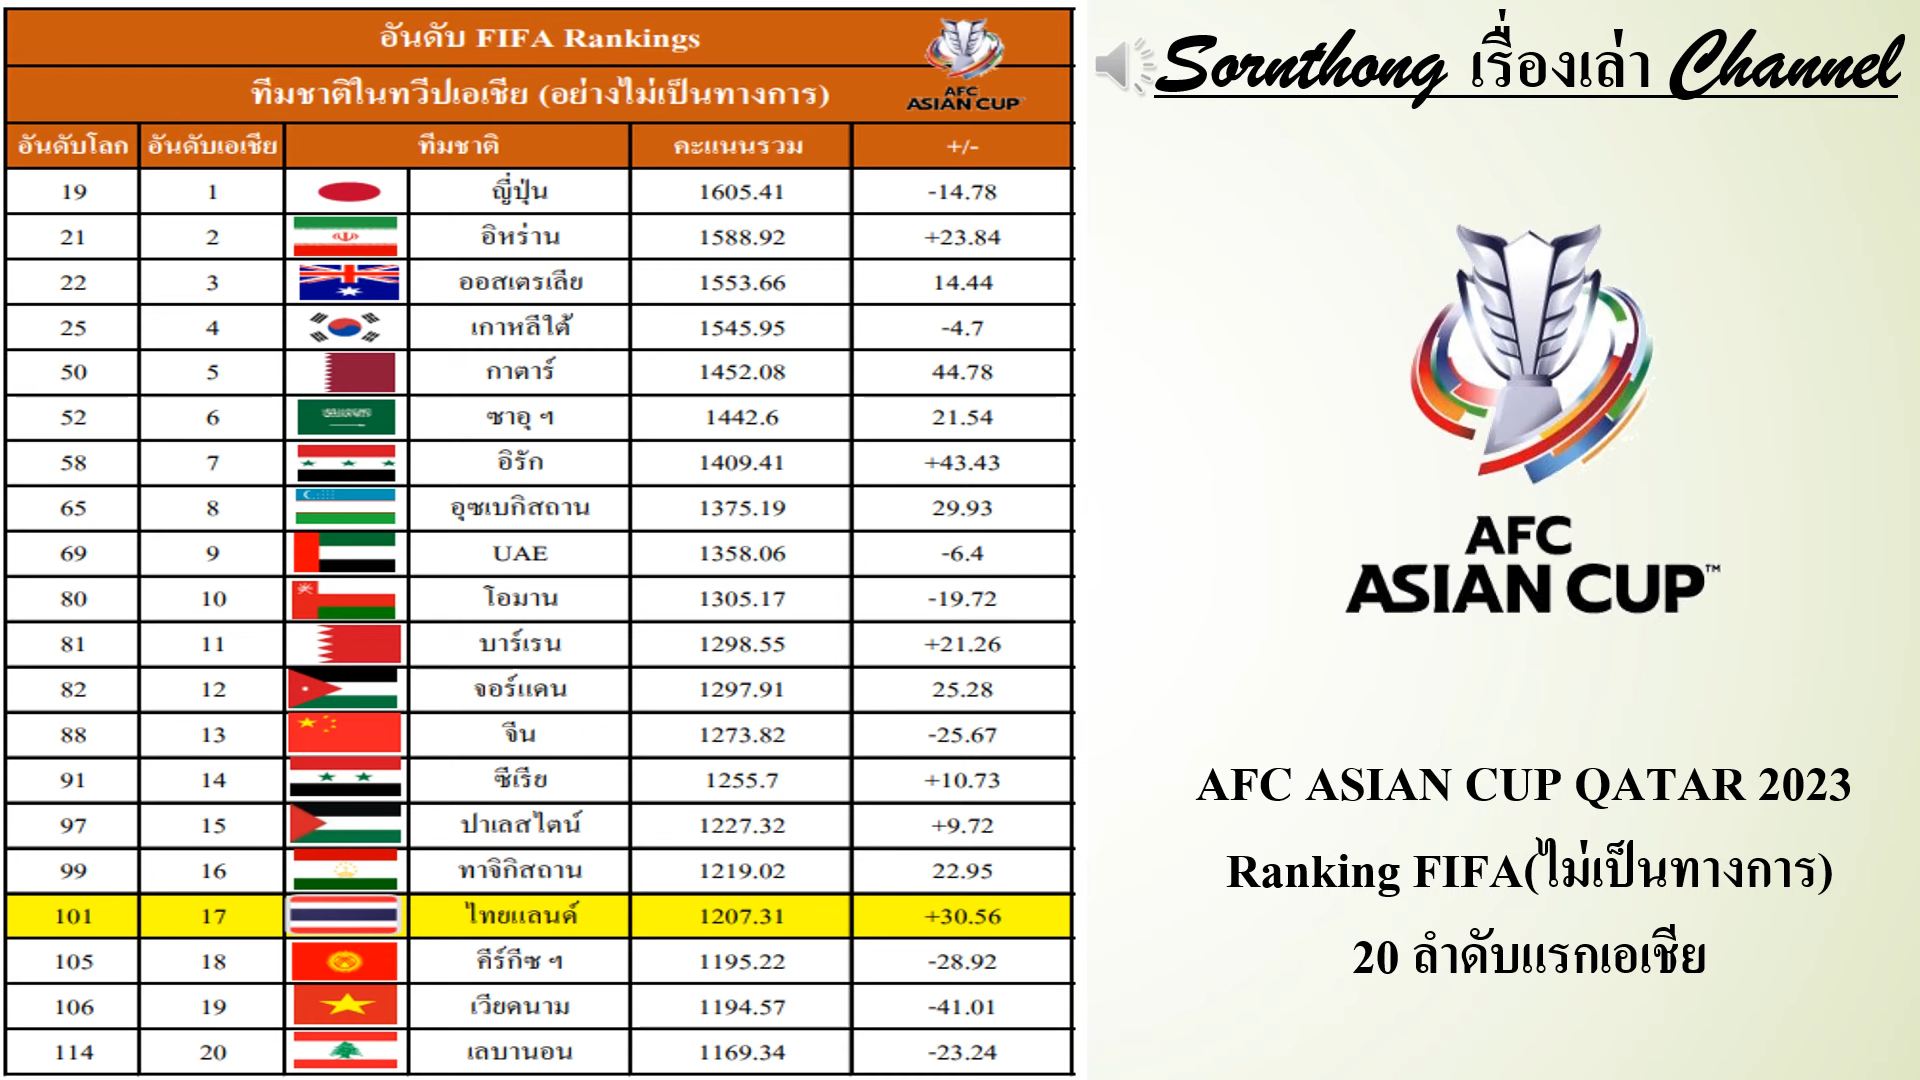 อันดับ FIFA Rankings
ทีมชาติในทวีปเอเชีย (อย่างไม่เป็นทางการ)
AFC
ASIAN CUP
อันดับโลก อันดับเอเชีย ทีมชาติ คะแนนรวม +/-
19 1 ญี่ปุ่น 1605.41 -14.78
21 2 อิหร่าน 1588.92 +23.84
22 3 ออสเตรเลีย 1553.66 14.44
25 4 เกาหลีใต้ 1545.95 -4.7
50 5 กาตาร์ 1452.08 44.78
52 6 ซาอุ ฯ 1442.6 21.54
58 7 อิรัก 1409.41 +43.43
65 8 อุซเบกิสถาน 1375.19 29.93
69 9 UAE 1358.06 -6.4
80 10 โอมาน 1305.17 -19.72
81 11 บาร์เรน 1298.55 +21.26
82 12 จอร์แดน 1297.91 25.28
88 13 จีน 1273.82 -25.67
91 14 ซีเรีย 1255.7 +10.73
97 15 ปาเลสไตน์ 1227.32 +9.72
99 16 ทาจิกิสถาน 1219.02 22.95
101 17 ไทยแลนด์ 1207.31 +30.56
105 18 คีร์กีซ ฯ 1195.22 -28.92
106 19 เวียดนาม 1194.57 -41.01
114 20 เลบานอน 1169.34 -23.24
Sornthong เรื่องเล่า Channel
AFC
ASIAN CUP™
AFC ASIAN CUP QATAR 2023
Ranking FIFA(ไม่เป็นทางการ)
20 ลำดับแรกเอเชีย